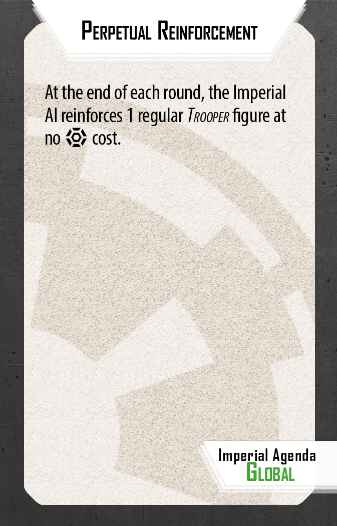 Perpetual Reinforcement
At the end of each round, the Imperial
AI reinforces 1 regular Trooper figure at
no cost.
Imperial Agenda
Global